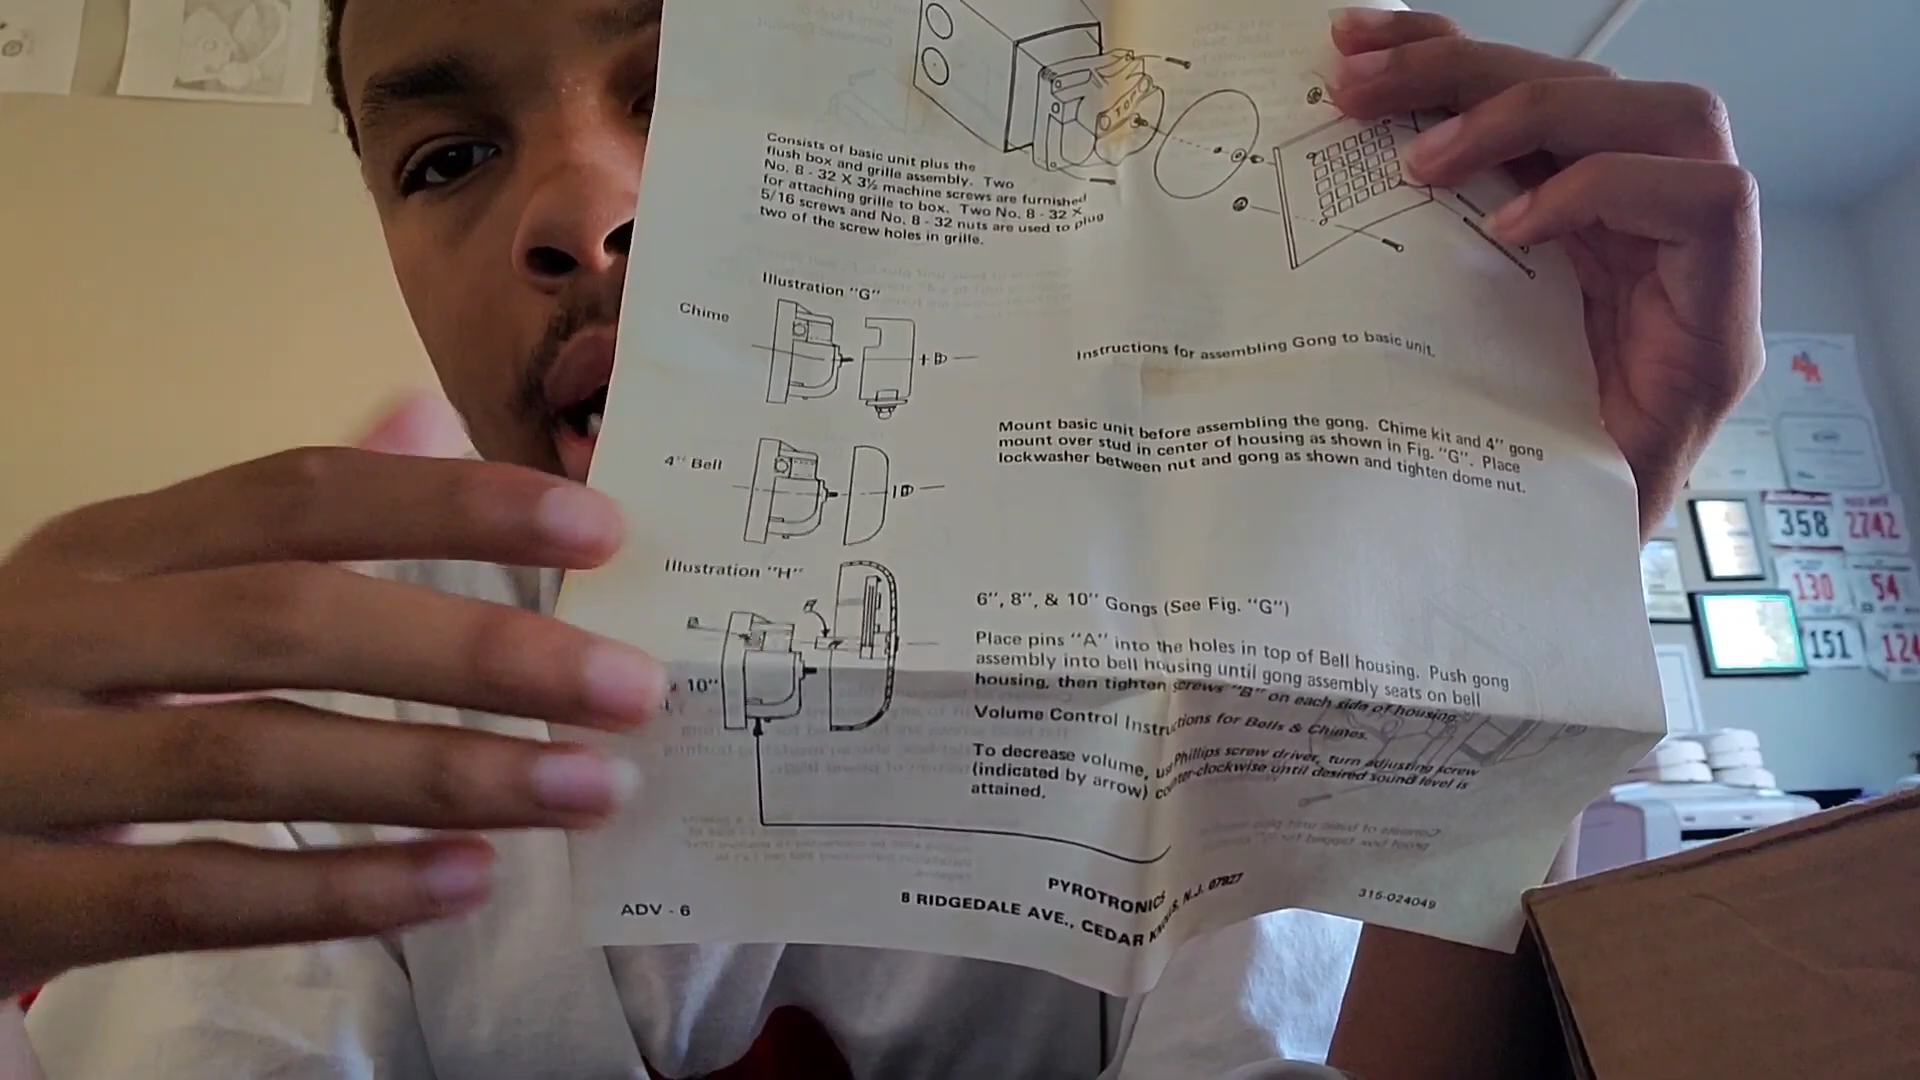 TOP
Consists of basic unit plus the
flush box and grille assembly. Two
No. 8 - 32 X 3½ machine screws are furnished
for attaching grille to box. Two No. 8 - 32 X
5/16 screws and No. 8 - 32 nuts are used to plug
two of the screw holes in grille.
Illustration "G"
Chime
Instructions for assembling Gong to basic unit.
Mount basic unit before assembling the gong. Chime kit and 4" gong
mount over stud in center of housing as shown in Fig. "G". Place
lockwasher between nut and gong as shown and tighten dome nut.
4" Bell
Illustration "H"
6", 8", & 10" Gongs (See Fig. "G")
Place pins "A" into the holes in top of Bell housing. Push gong
assembly into bell housing until gong assembly seats on bell
housing, then tighten screws "B" on each side of housing.
10"
Volume Control Instructions for Bells & Chimes.
To decrease volume, use Phillips screw driver, turn adjusting screw
(indicated by arrow) counter-clockwise until desired sound level is
attained.
PYROTRONICS
8 RIDGEDALE AVE., CEDAR KNOLLS, N.J. 07927
ADV - 6
315-024049
358
2742
130
54
151
124